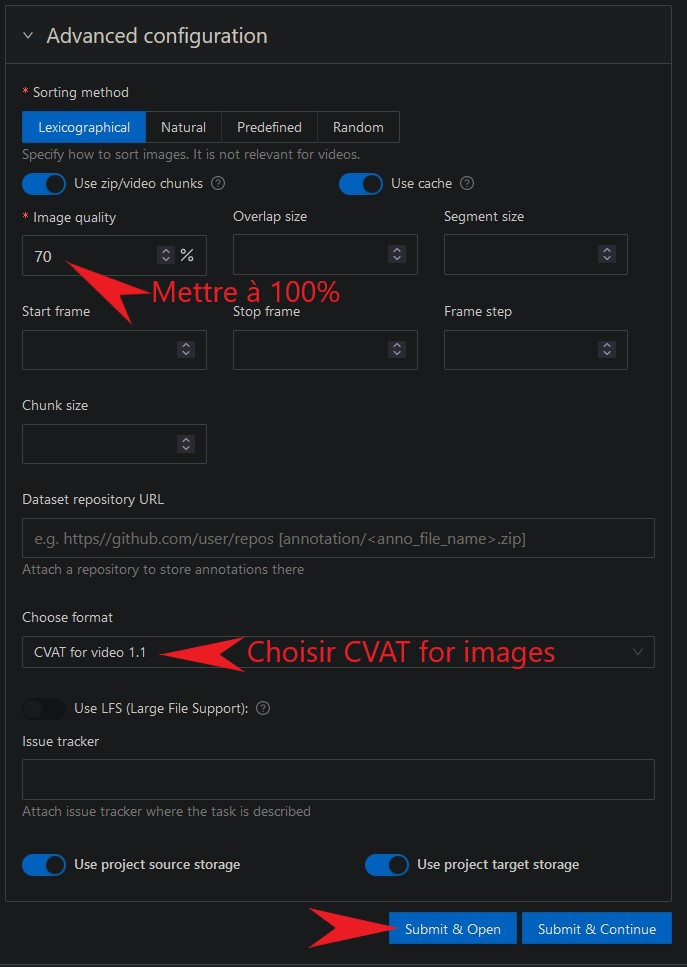 Advanced configuration
* Sorting method
Lexicographical Natural Predefined Random
Specify how to sort images. It is not relevant for videos.
Use zip/video chunks ? Use cache ?
* Image quality Overlap size Segment size
70 %
Mettre à 100%
Start frame Stop frame Frame step
Chunk size
Dataset repository URL
e.g. https//github.com/user/repos [annotation/<anno_file_name>.zip]
Attach a repository to store annotations there
Choose format
CVAT for video 1.1 Choisir CVAT for images
Use LFS (Large File Support): ?
Issue tracker
Attach issue tracker where the task is described
Use project source storage Use project target storage
Submit & Open Submit & Continue